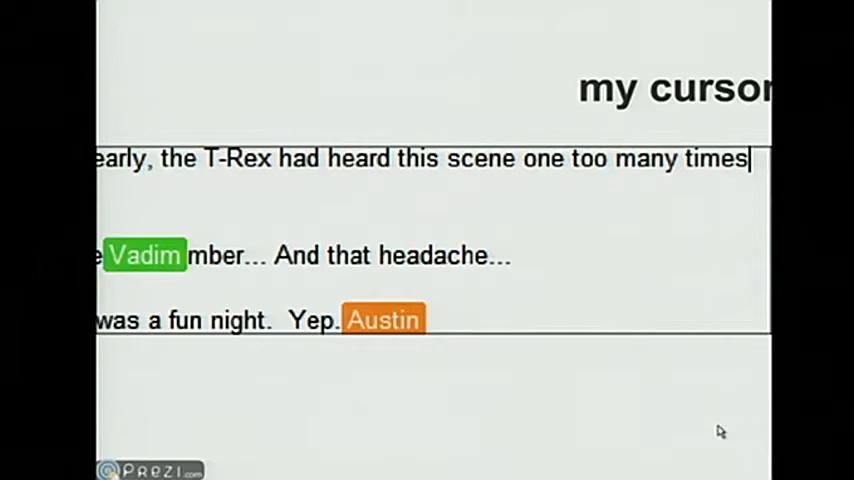 my cursor
early, the T-Rex had heard this scene one too many times
e Vadim mber... And that headache...
was a fun night. Yep. Austin
PREZI.com